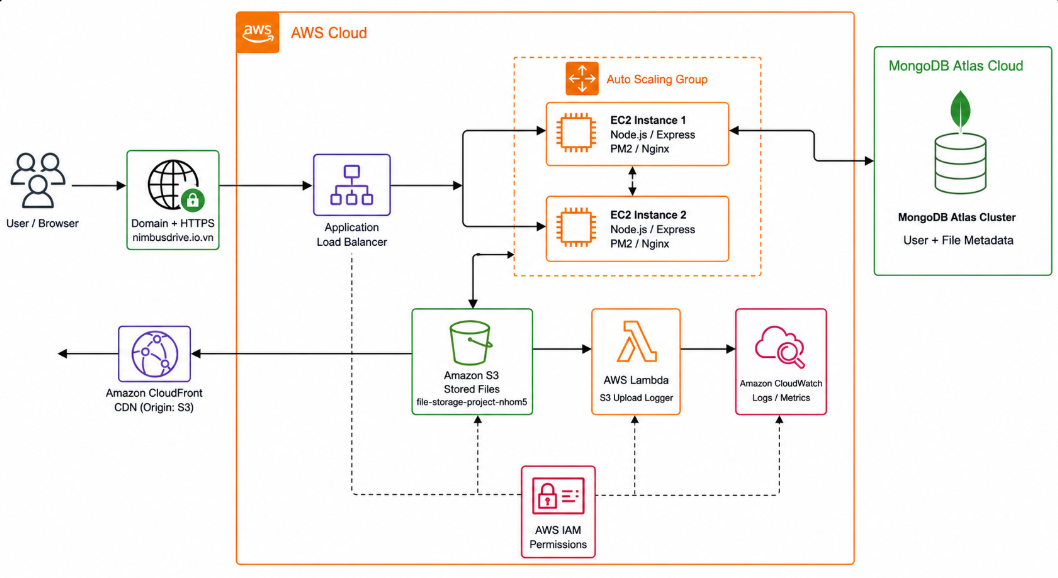 aws
AWS Cloud
MongoDB Atlas Cloud
Auto Scaling Group
EC2 Instance 1
Node.js / Express
PM2 / Nginx
User / Browser
Domain + HTTPS
nimbusdrive.io.vn
Application
Load Balancer
EC2 Instance 2
Node.js / Express
PM2 / Nginx
MongoDB Atlas Cluster
User + File Metadata
Amazon CloudFront
CDN (Origin: S3)
Amazon S3
Stored Files
file-storage-project-nhom5
AWS Lambda
S3 Upload Logger
Amazon CloudWatch
Logs / Metrics
AWS IAM
Permissions